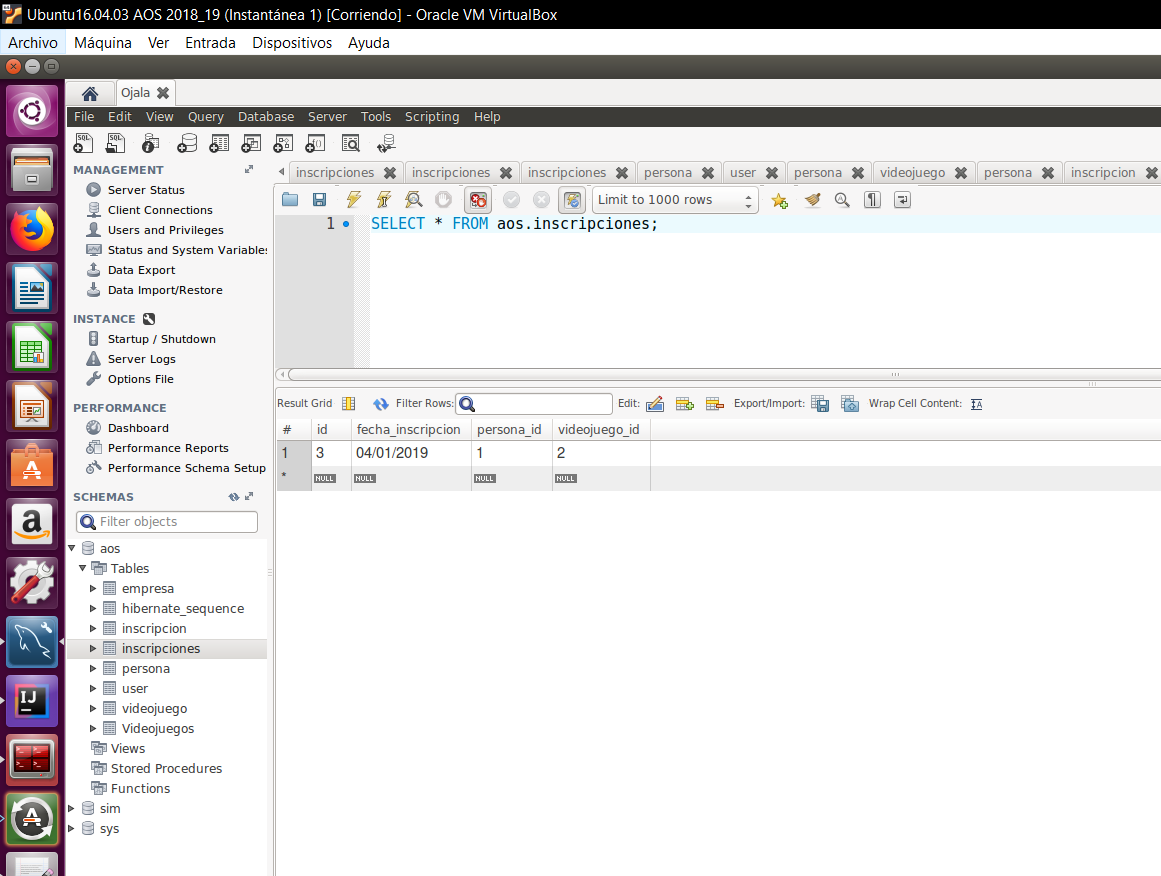 Ubuntu16.04.03 AOS 2018_19 (Instantánea 1) [Corriendo] - Oracle VM VirtualBox
Archivo Máquina Ver Entrada Dispositivos Ayuda
Ojala
File Edit View Query Database Server Tools Scripting Help
MANAGEMENT
Server Status
Client Connections
Users and Privileges
Status and System Variables
Data Export
Data Import/Restore
INSTANCE
Startup / Shutdown
Server Logs
Options File
PERFORMANCE
Dashboard
Performance Reports
Performance Schema Setup
SCHEMAS
Filter objects
aos
Tables
empresa
hibernate_sequence
inscripcion
inscripciones
persona
user
videojuego
Videojuegos
Views
Stored Procedures
Functions
sim
sys
inscripciones inscripciones inscripciones persona user persona videojuego persona inscripcion
Limit to 1000 rows
1 SELECT * FROM aos.inscripciones;
Result Grid Filter Rows: Edit: Export/Import: Wrap Cell Content:
# id fecha_inscripcion persona_id videojuego_id
1 3 04/01/2019 1 2
* NULL NULL NULL NULL